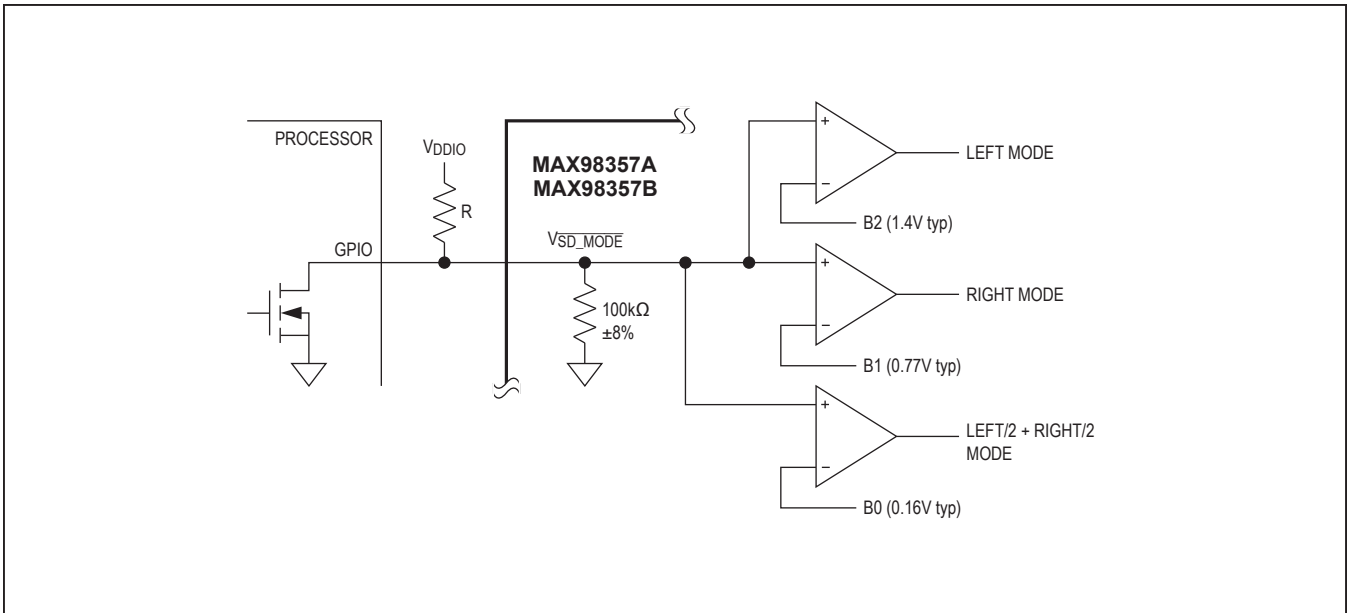 PROCESSOR
VDDIO
R
GPIO
MAX98357A
MAX98357B
VSD_MODE
100kΩ
±8%
+
−
LEFT MODE
B2 (1.4V typ)
+
−
RIGHT MODE
B1 (0.77V typ)
+
−
LEFT/2 + RIGHT/2
MODE
B0 (0.16V typ)